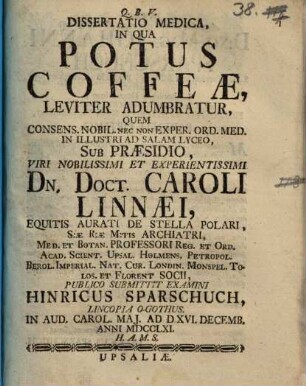 38.
Q. B. V.
DISSERTATIO MEDICA,
IN QUA
POTUS
COFFEÆ,
LEVITER ADUMBRATUR,
QUEM
CONSENS. NOBIL. NEC NON EXPER. ORD. MED.
IN ILLUSTRI AD SALAM LYCEO,
SUB PRÆSIDIO,
VIRI NOBILISSIMI ET EXPERIENTISSIMI
DN. DOCT. CAROLI
LINNÆI,
EQUITIS AURATI DE STELLA POLARI,
S:Æ R:Æ M:TIS ARCHIATRI,
MED. ET BOTAN. PROFESSORI REG. ET ORD.
ACAD. SCIENT. UPSAL. HOLMENS. PETROPOL.
BEROL. IMPERIAL. NAT. CUR. LONDIN. MONSPEL. TO-
LOS. ET FLORENT SOCII,
PUBLICO SUBMITTIT EXAMINI
HINRICUS SPARSCHUCH,
LINCOPIA O-GOTHUS.
IN AUD. CAROL. MAJ. AD D. XVI. DECEMB.
ANNI MDCCLXI.
H. A. M. S.
UPSALIÆ.